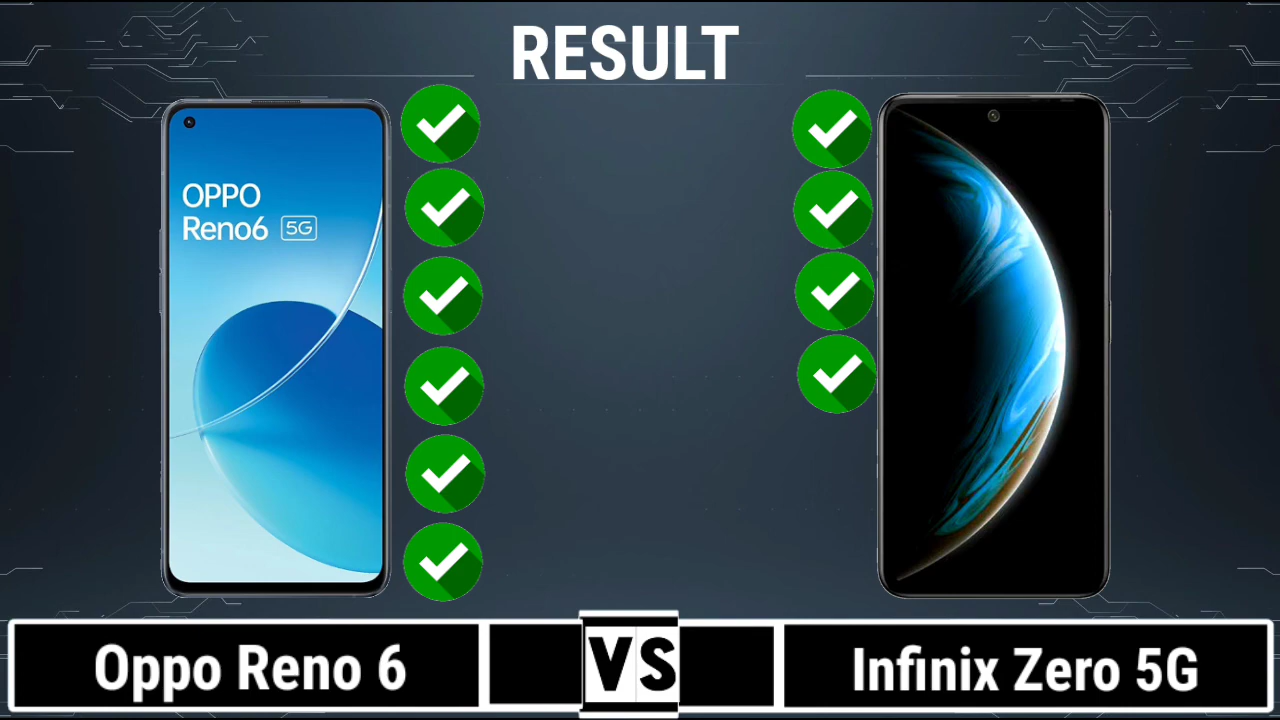 RESULT
OPPO
Reno6 5G
Oppo Reno 6
VS
Infinix Zero 5G